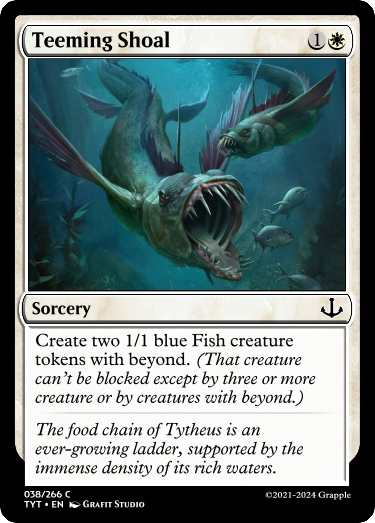 Teeming Shoal
1
Sorcery
Create two 1/1 blue Fish creature
tokens with beyond. (That creature
can't be blocked except by three or more
creature or by creatures with beyond.)
The food chain of Tytheus is an
ever-growing ladder, supported by the
immense density of its rich waters.
038/266 C
TYT • EN Grafit Studio
©2021-2024 Grapple